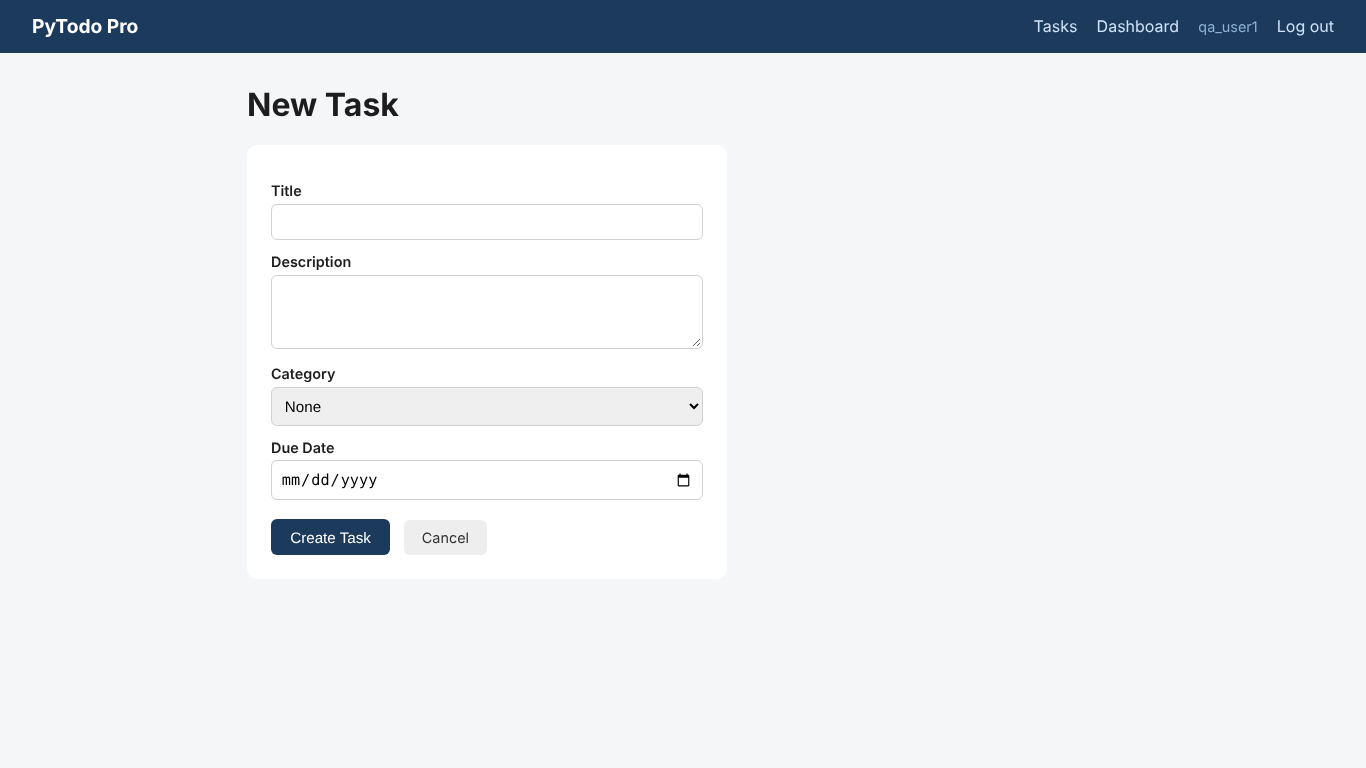 PyTodo Pro
Tasks Dashboard qa_user1 Log out
New Task
Title
Description
Category
None
Due Date
mm/dd/yyyy
Create Task Cancel